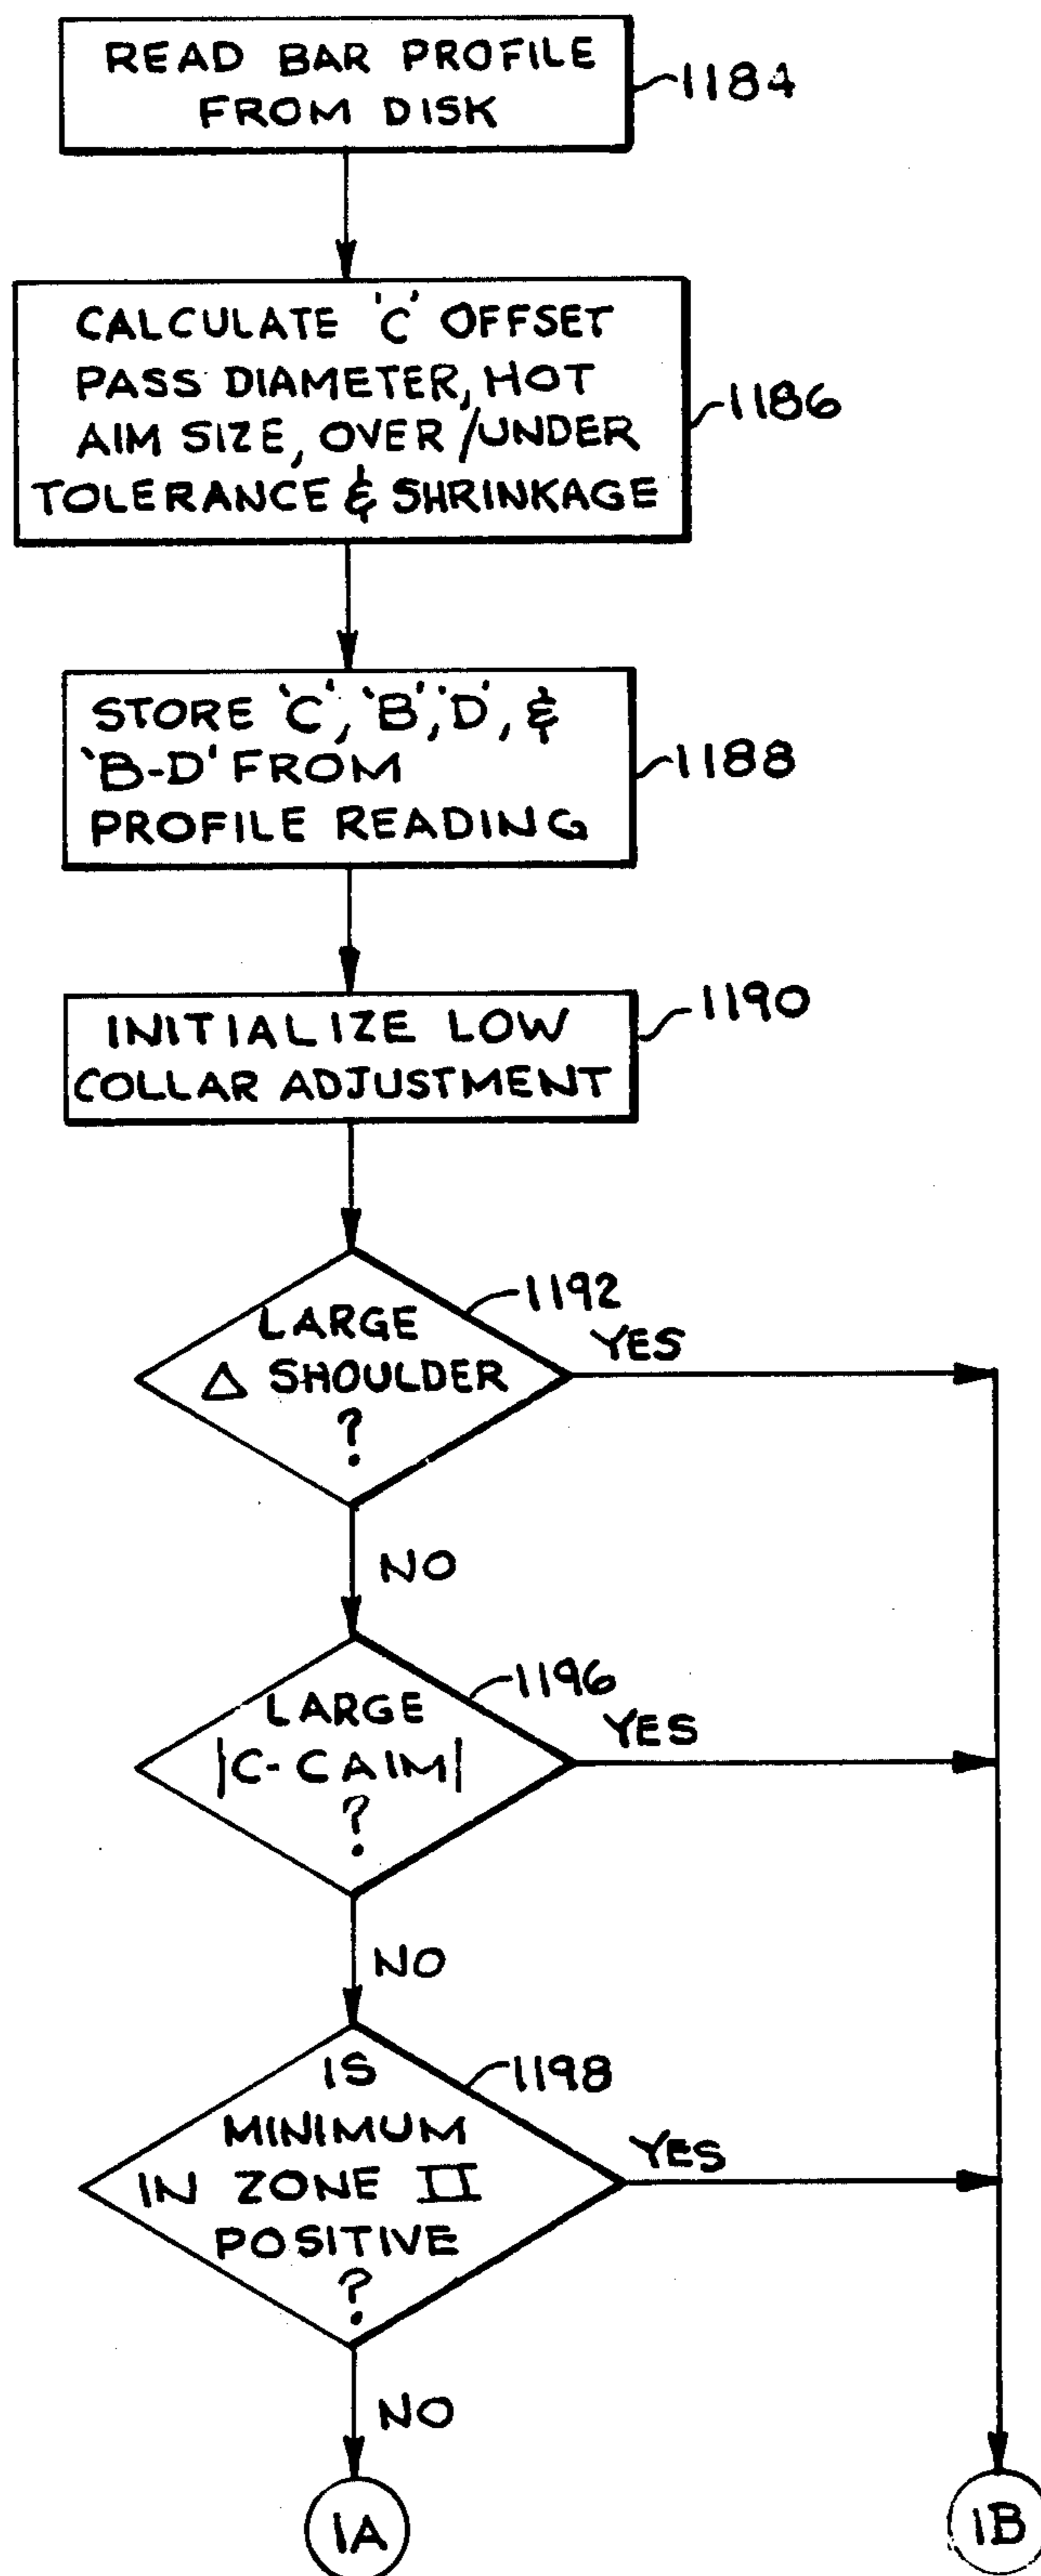 READ BAR PROFILE
FROM DISK
1184
CALCULATE 'C' OFFSET
PASS DIAMETER, HOT
AIM SIZE, OVER/UNDER
TOLERANCE & SHRINKAGE
1186
STORE 'C', 'B', 'D', &
'B-D' FROM
PROFILE READING
1188
INITIALIZE LOW
COLLAR ADJUSTMENT
1190
LARGE
Δ SHOULDER
?
1192
YES
NO
LARGE
|C-CAIM|
?
1196
YES
NO
IS
MINIMUM
IN ZONE II
POSITIVE
?
1198
YES
NO
1A
1B